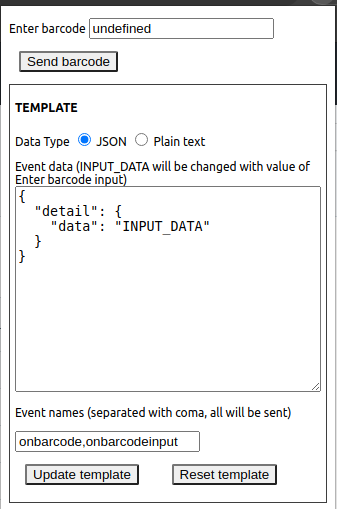 Enter barcode undefined
Send barcode
TEMPLATE
Data Type JSON Plain text
Event data (INPUT_DATA will be changed with value of
Enter barcode input)
{
  "detail": {
    "data": "INPUT_DATA"
  }
}
Event names (separated with coma, all will be sent)
onbarcode,onbarcodeinput
Update template Reset template